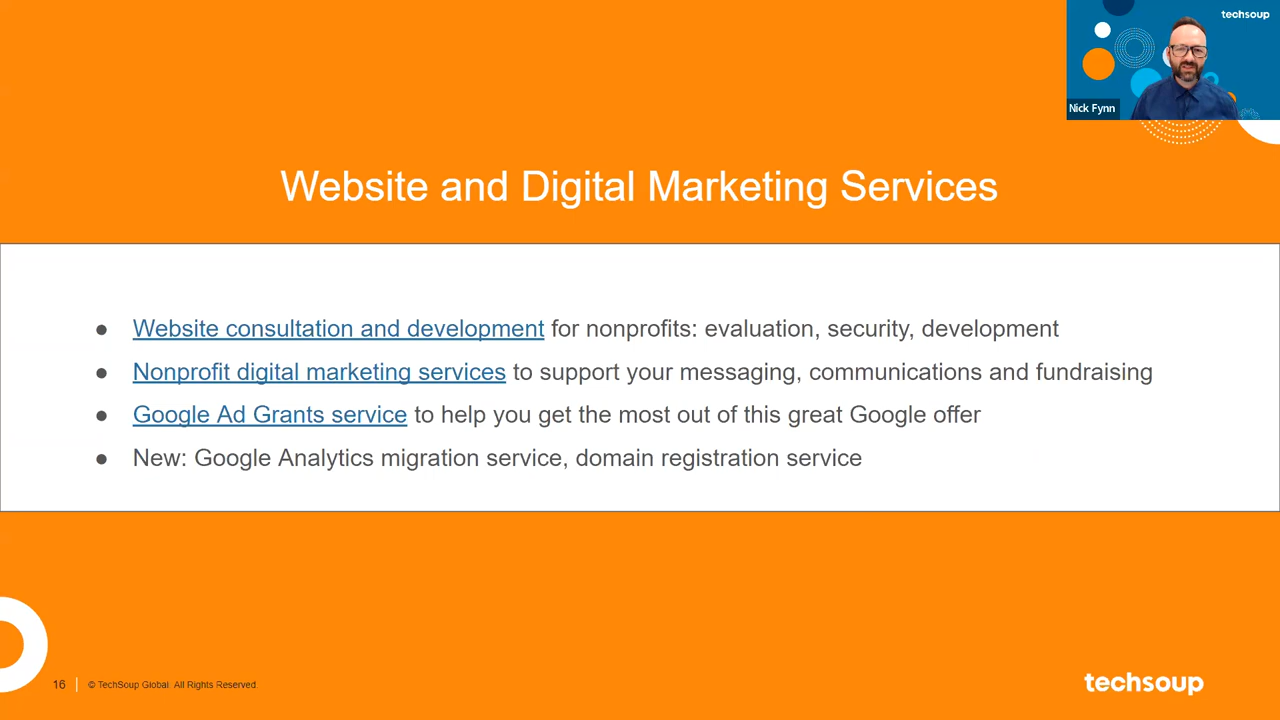 techsoup
Nick Fynn
Website and Digital Marketing Services
● Website consultation and development for nonprofits: evaluation, security, development
● Nonprofit digital marketing services to support your messaging, communications and fundraising
● Google Ad Grants service to help you get the most out of this great Google offer
● New: Google Analytics migration service, domain registration service
16 | © TechSoup Global. All Rights Reserved.
techsoup